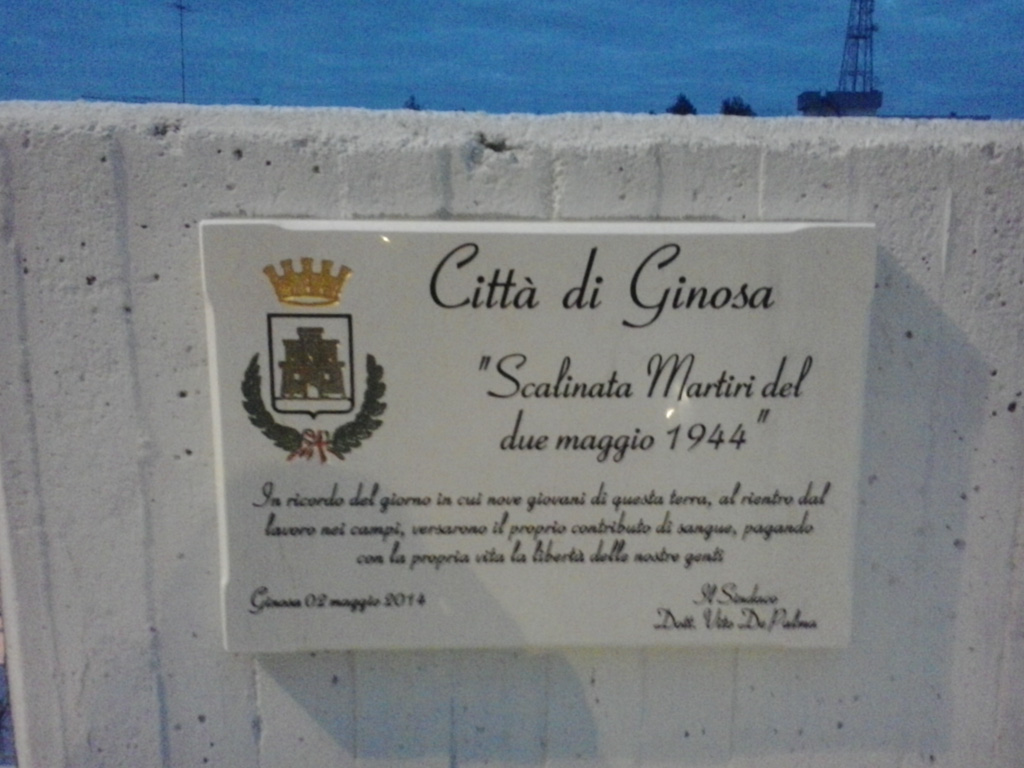 Città di Ginosa
"Scalinata Martiri del
due maggio 1944"
In ricordo del giorno in cui nove giovani di questa terra, al rientro dal
lavoro nei campi, versarono il proprio contributo di sangue, pagando
con la propria vita la libertà delle nostre genti
Ginosa 02 maggio 2014
Il Sindaco
Dott. Vito De Palma